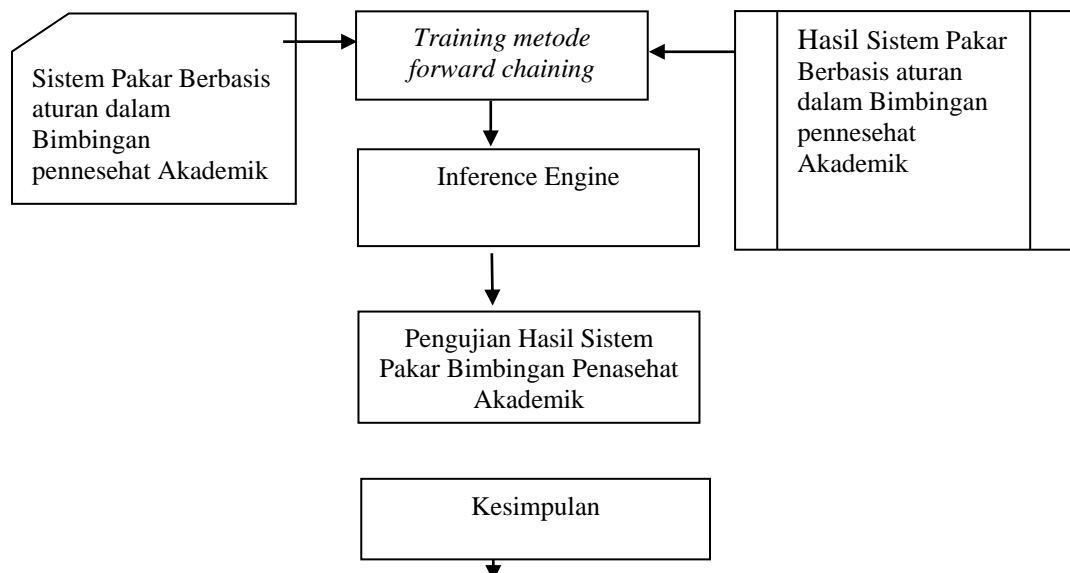 Sistem Pakar Berbasis
aturan dalam
Bimbingan
pennesehat Akademik
Training metode
forward chaining
Hasil Sistem Pakar
Berbasis aturan
dalam Bimbingan
pennesehat
Akademik
Inference Engine
Pengujian Hasil Sistem
Pakar Bimbingan Penasehat
Akademik
Kesimpulan